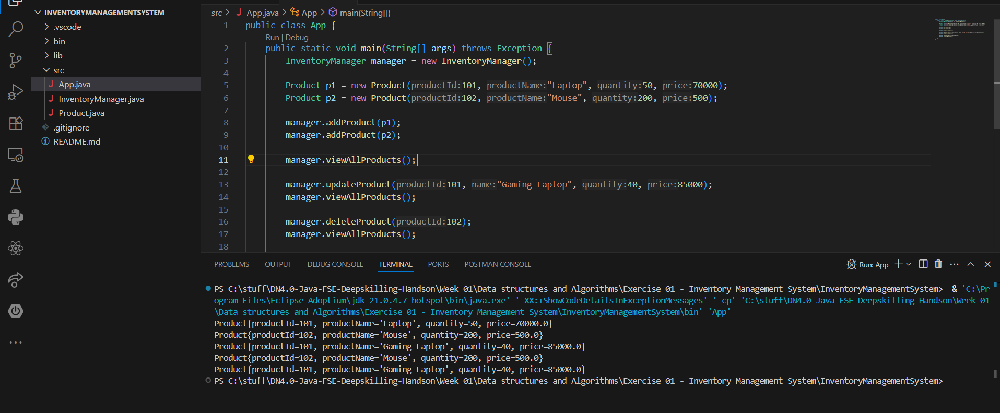 INVENTORYMANAGEMENTSYSTEM
.vscode
bin
lib
src
App.java
InventoryManager.java
Product.java
.gitignore
README.md
src > J App.java > App > main(String[])
1 public class App {
Run | Debug
2 public static void main(String[] args) throws Exception {
3 InventoryManager manager = new InventoryManager();
4
5 Product p1 = new Product(productId:101, productName:"Laptop", quantity:50, price:70000);
6 Product p2 = new Product(productId:102, productName:"Mouse", quantity:200, price:500);
7
8 manager.addProduct(p1);
9 manager.addProduct(p2);
10
11 manager.viewAllProducts();
12
13 manager.updateProduct(productId:101, name:"Gaming Laptop", quantity:40, price:85000);
14 manager.viewAllProducts();
15
16 manager.deleteProduct(productId:102);
17 manager.viewAllProducts();
18
PROBLEMS OUTPUT DEBUG CONSOLE TERMINAL PORTS POSTMAN CONSOLE Run: App
PS C:\stuff\DN4.0-Java-FSE-Deepskilling-Handson\Week 01\Data structures and Algorithms\Exercise 01 - Inventory Management System\InventoryManagementSystem> & 'C:\Pr
ogram Files\Eclipse Adoptium\jdk-21.0.4.7-hotspot\bin\java.exe' '-XX:+ShowCodeDetailsInExceptionMessages' '-cp' 'C:\stuff\DN4.0-Java-FSE-Deepskilling-Handson\Week 01
\Data structures and Algorithms\Exercise 01 - Inventory Management System\InventoryManagementSystem\bin' 'App'
Product{productId=101, productName='Laptop', quantity=50, price=70000.0}
Product{productId=102, productName='Mouse', quantity=200, price=500.0}
Product{productId=101, productName='Gaming Laptop', quantity=40, price=85000.0}
Product{productId=102, productName='Mouse', quantity=200, price=500.0}
Product{productId=101, productName='Gaming Laptop', quantity=40, price=85000.0}
PS C:\stuff\DN4.0-Java-FSE-Deepskilling-Handson\Week 01\Data structures and Algorithms\Exercise 01 - Inventory Management System\InventoryManagementSystem>